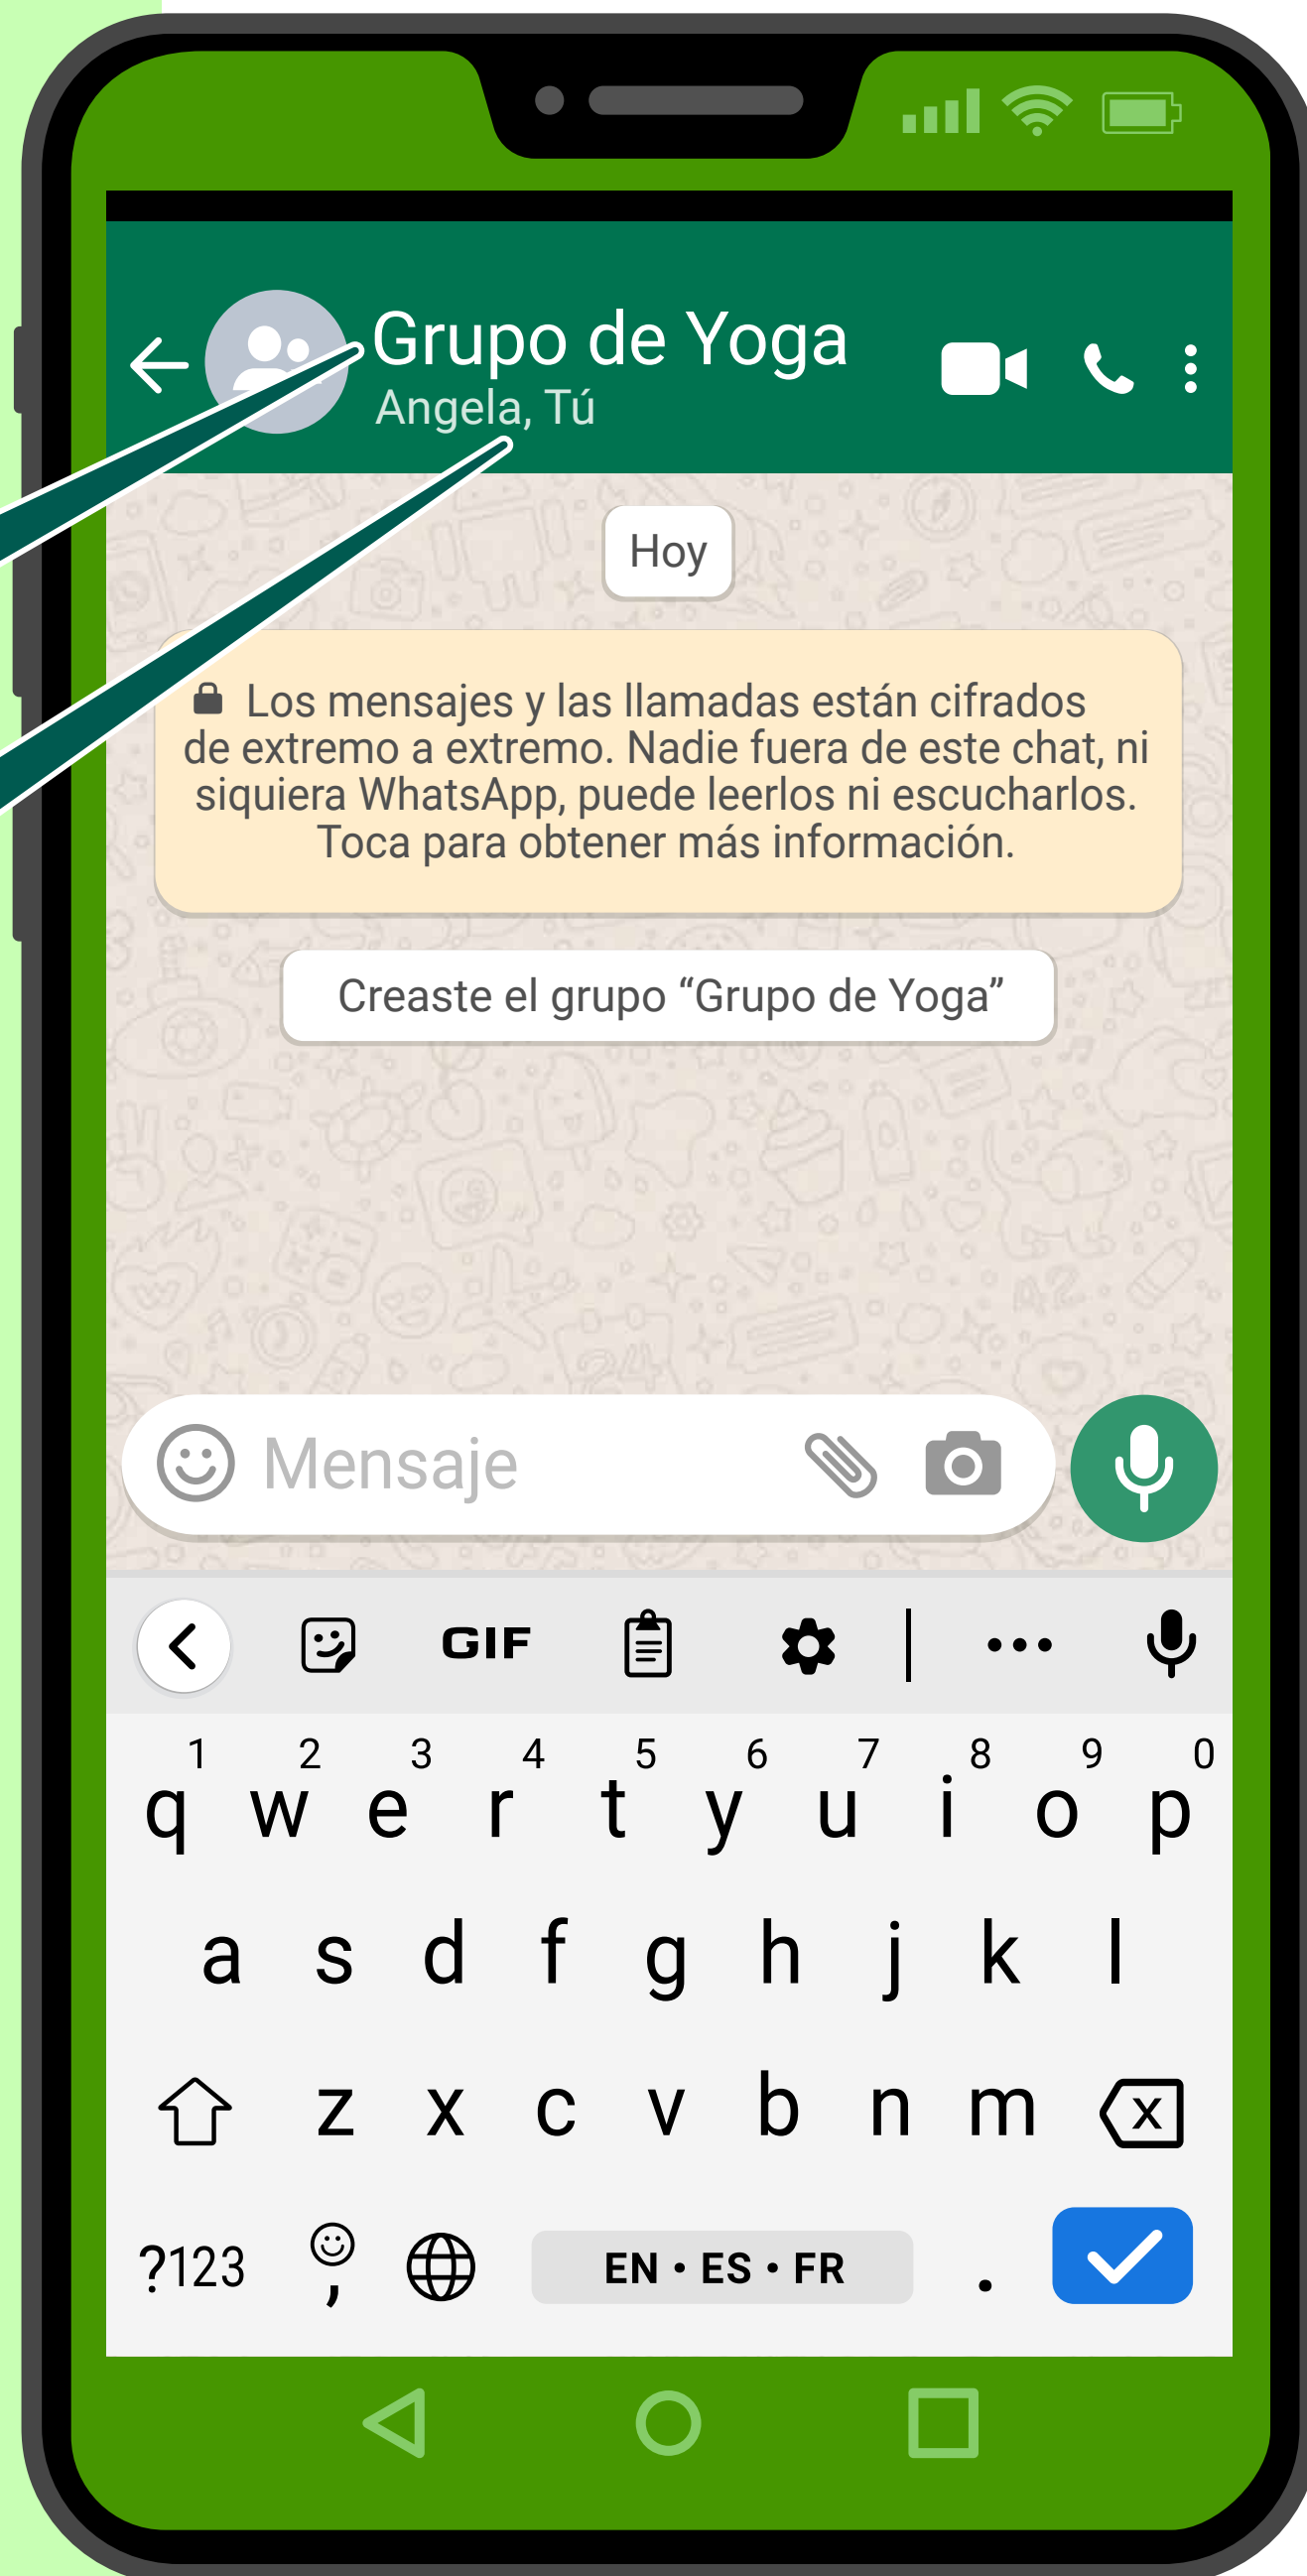 Grupo de Yoga
Angela, Tú
Hoy
Los mensajes y las llamadas están cifrados
de extremo a extremo. Nadie fuera de este chat, ni
siquiera WhatsApp, puede leerlos ni escucharlos.
Toca para obtener más información.
Creaste el grupo “Grupo de Yoga”
Mensaje
GIF
1 2 3 4 5 6 7 8 9 0
q w e r t y u i o p
a s d f g h j k l
z x c v b n m x
?123 , EN • ES • FR .